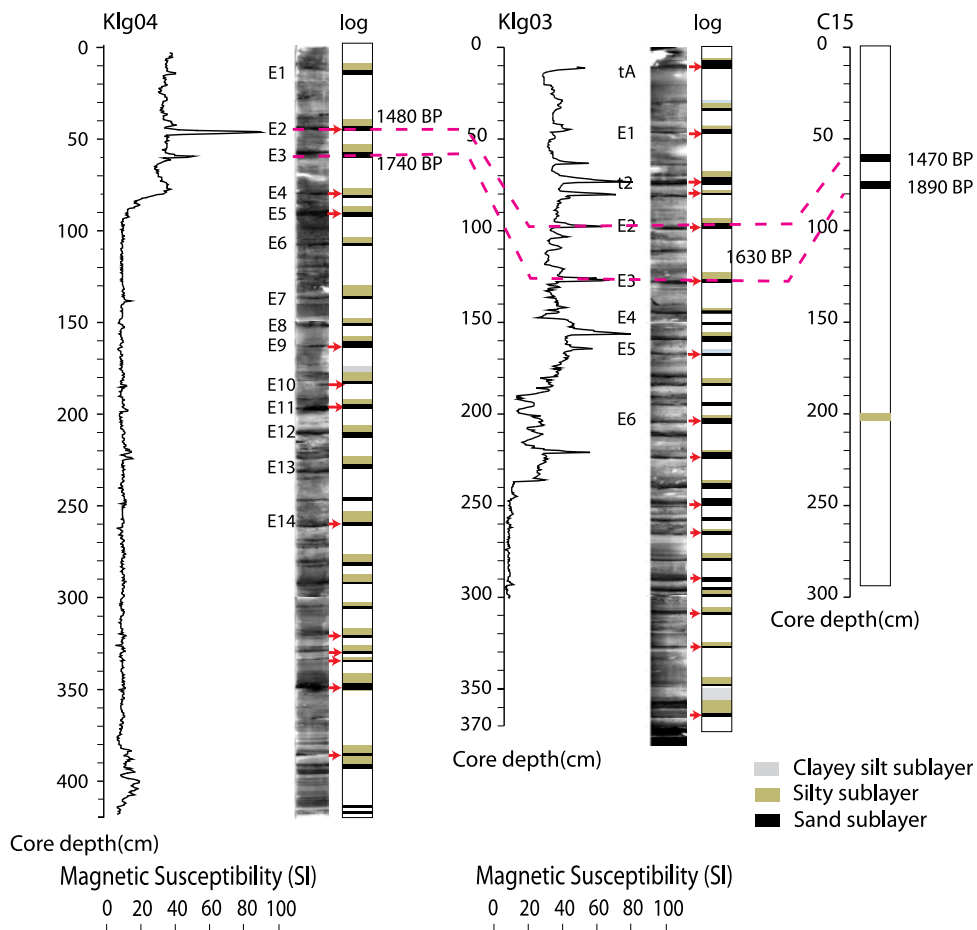 Klg04
log
Klg03
log
C15
0
50
100
150
200
250
300
350
400
Core depth(cm)
E1
E2
E3
E4
E5
E6
E7
E8
E9
E10
E11
E12
E13
E14
1480 BP
1740 BP
0
50
100
150
200
250
300
350
370
Core depth(cm)
tA
E1
t2
E2
E3
E4
E5
E6
1630 BP
0
50
100
150
200
250
300
Core depth(cm)
1470 BP
1890 BP
Clayey silt sublayer
Silty sublayer
Sand sublayer
Magnetic Susceptibility (SI)
0 20 40 60 80 100
Magnetic Susceptibility (SI)
0 20 40 60 80 100